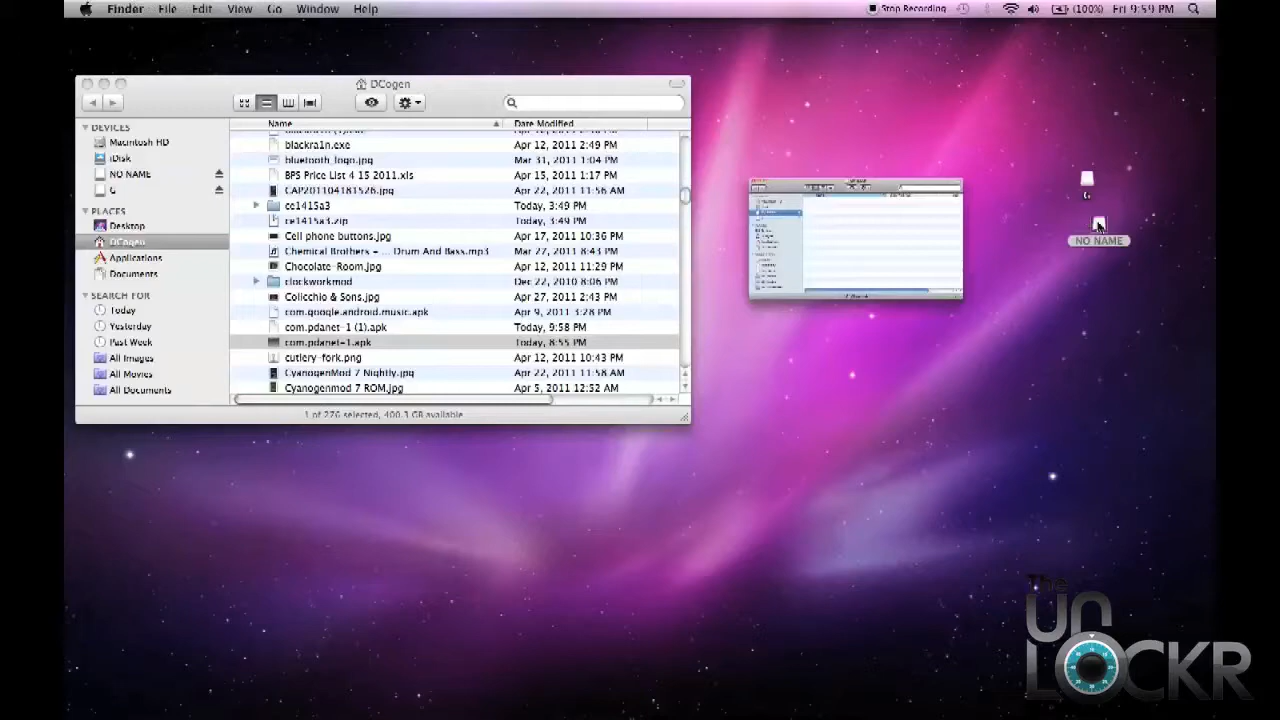 Finder File Edit View Go Window Help Stop Recording (100%) Fri 9:59 PM
DCogen
Name Date Modified
DEVICES
Macintosh HD
iDisk
NO NAME
G
PLACES
Desktop
DCogen
Applications
Documents
SEARCH FOR
Today
Yesterday
Past Week
All Images
All Movies
All Documents
blackra1n.exe Apr 12, 2011 2:49 PM
bluetooth_logo.jpg Mar 31, 2011 1:04 PM
BPS Price List 4 15 2011.xls Apr 15, 2011 1:17 PM
CAP201104181526.jpg Apr 22, 2011 11:56 AM
ce1415a3 Today, 3:49 PM
ce1415a3.zip Today, 3:49 PM
Cell phone buttons.jpg Apr 17, 2011 10:36 PM
Chemical Brothers – ... Drum And Bass.mp3 Mar 27, 2011 8:43 PM
Chocolate-Room.jpg Apr 12, 2011 11:29 PM
clockworkmod Dec 22, 2010 8:06 PM
Colicchio & Sons.jpg Apr 27, 2011 2:43 PM
com.google.android.music.apk Apr 9, 2011 3:28 PM
com.pdanet-1 (1).apk Today, 9:58 PM
com.pdanet-1.apk Today, 8:55 PM
cutlery-fork.png Apr 12, 2011 10:43 PM
CyanogenMod 7 Nightly.jpg Apr 22, 2011 11:58 AM
Cyanogenmod 7 ROM.jpg Apr 5, 2011 12:52 AM
1 of 276 selected, 400.3 GB available
G
NO NAME
The
UN
LOCKR